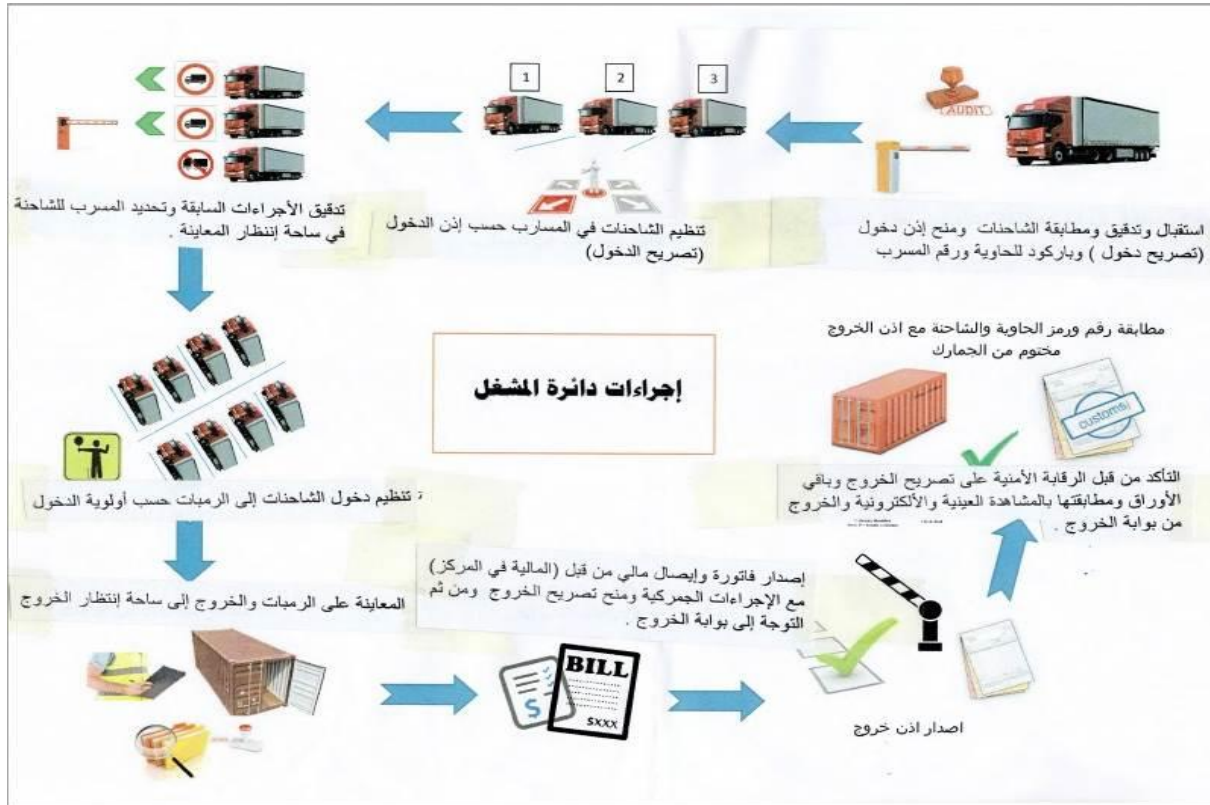 AUDIT
استقبال وتدقيق ومطابقة الشاحنات ومنح إذن دخول
(تصريح دخول ) وباركود للحاوية ورقم المسرب
1
2
3
تنظيم الشاحنات في المسارب حسب إذن الدخول
(تصريح الدخول)
تدقيق الأجراءات السابقة وتحديد المسرب للشاحنة
في ساحة إنتظار المعاينة .
ة تنظيم دخول الشاحنات إلى الرمبات حسب أولوية الدخول
المعاينة على الرمبات والخروج إلى ساحة إنتظار الخروج
إصدار فاتورة وإيصال مالي من قبل (المالية في المركز)
مع الإجراءات الجمركية ومنح تصريح الخروج ومن ثم
التوجة إلى بوابة الخروج .
BILL
$
$XXX
اصدار اذن خروج
مطابقة رقم ورمز الحاوية والشاحنة مع اذن الخروج
مختوم من الجمارك
customs
التأكد من قبل الرقابة الأمنية على تصريح الخروج وباقي
الأوراق ومطابقتها بالمشاهدة العينية والألكترونية والخروج
من بوابة الخروج .
إجراءات دائرة المشغل